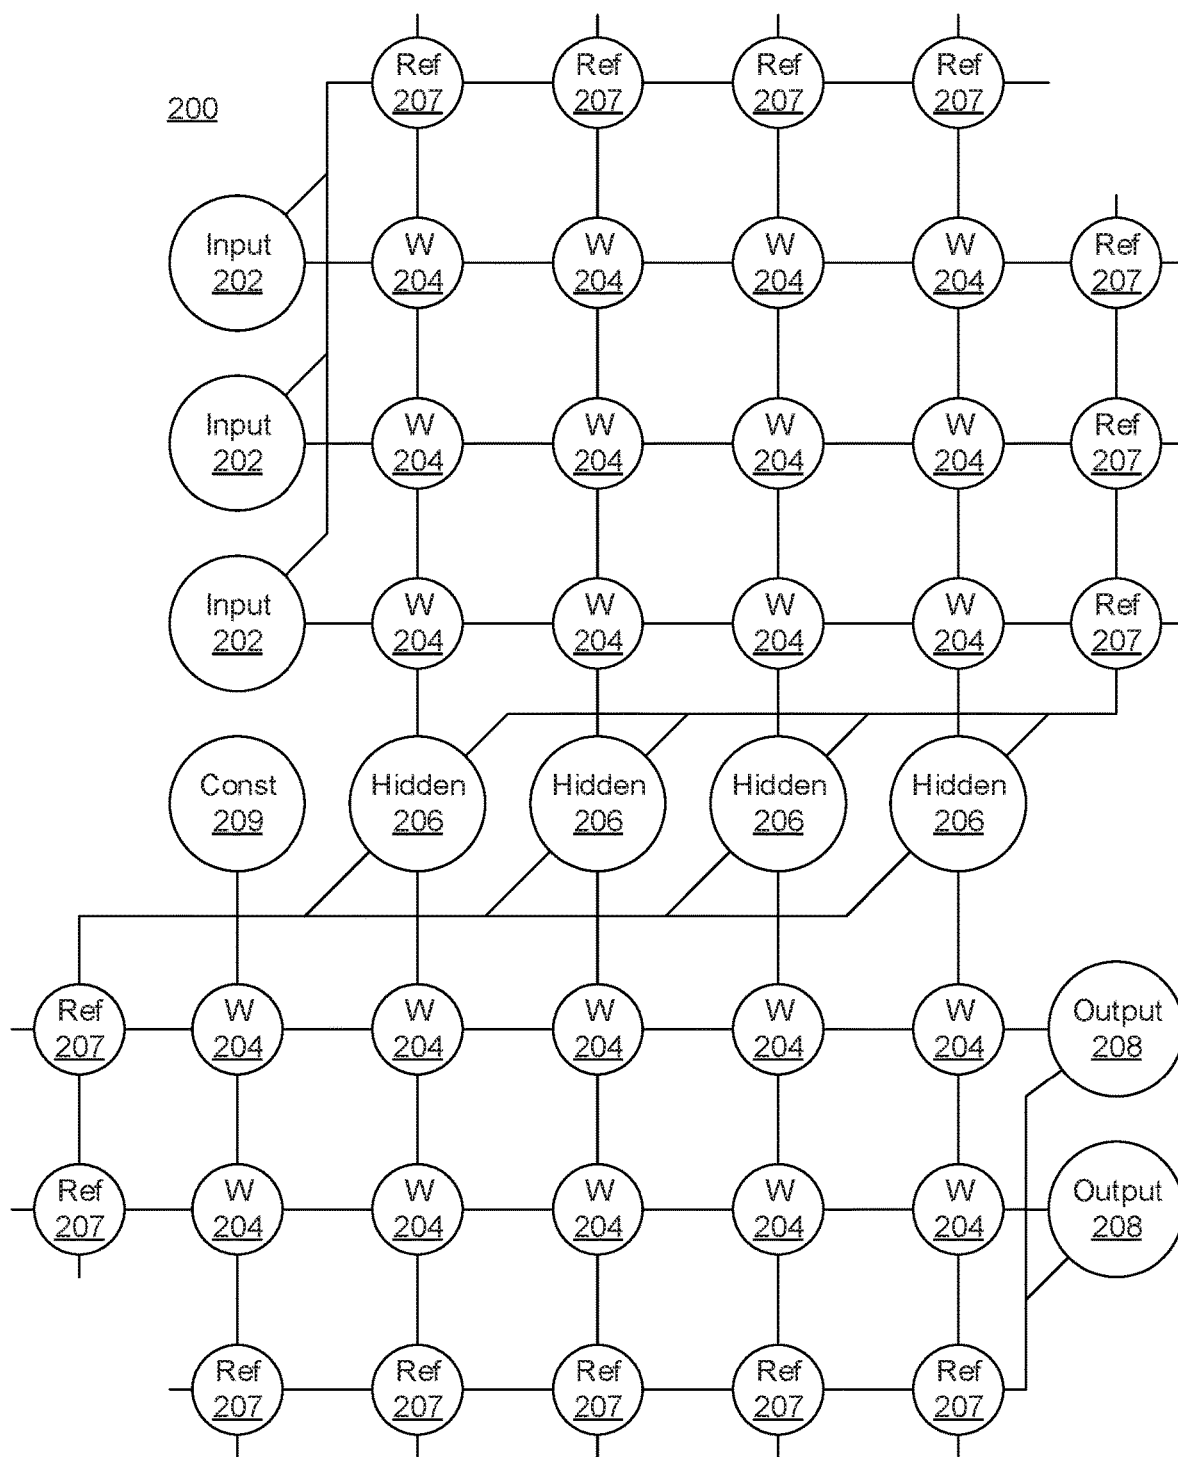 Ref Ref Ref Ref
200 207 207 207 207
Input W W W W Ref
202 204 204 204 204 207
Input W W W W Ref
202 204 204 204 204 207
Input W W W W Ref
202 204 204 204 204 207
Const Hidden Hidden Hidden Hidden
209 206 206 206 206
Ref W W W W W Output
207 204 204 204 204 204 208
Ref W W W W W Output
207 204 204 204 204 204 208
Ref Ref Ref Ref Ref
207 207 207 207 207